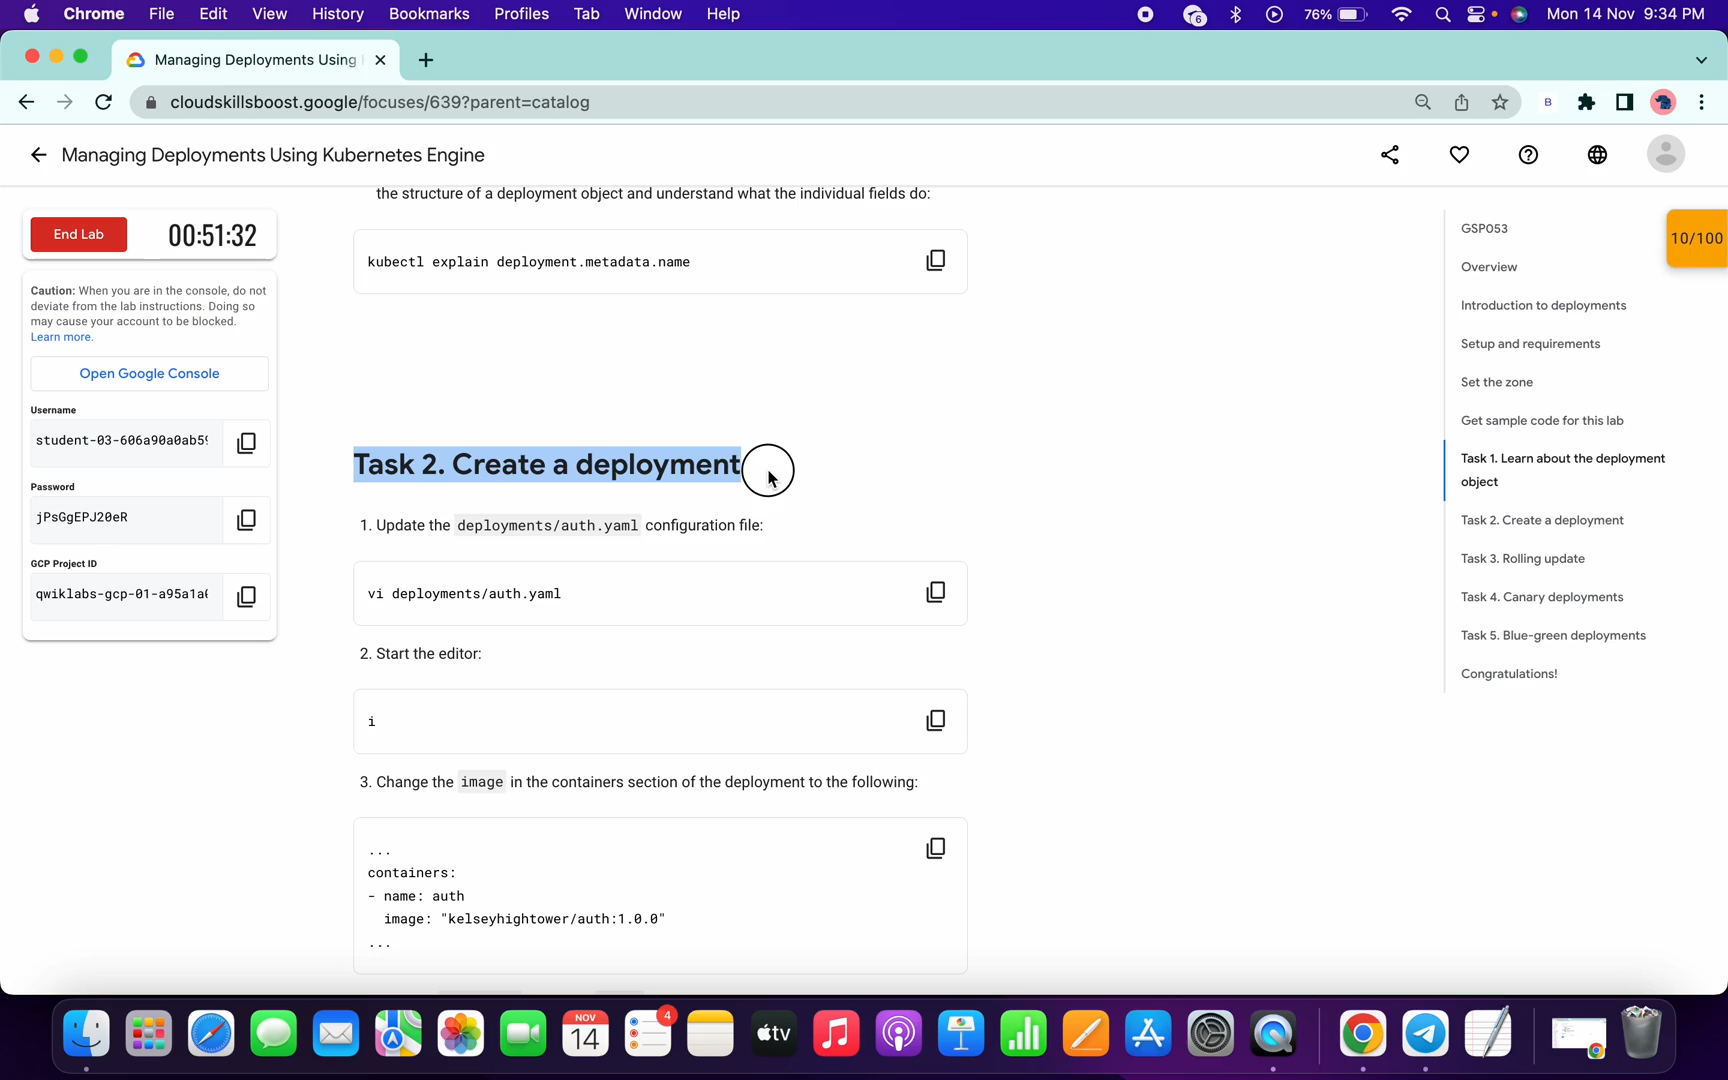 Chrome File Edit View History Bookmarks Profiles Tab Window Help 6 76% Mon 14 Nov 9:34 PM
Managing Deployments Using
cloudskillsboost.google/focuses/639?parent=catalog B
Managing Deployments Using Kubernetes Engine
End Lab 00:51:32
Caution: When you are in the console, do not
deviate from the lab instructions. Doing so
may cause your account to be blocked.
Learn more.
Open Google Console
Username
student-03-606a90a0ab5
Password
jPsGgEPJ20eR
GCP Project ID
qwiklabs-gcp-01-a95a1a
the structure of a deployment object and understand what the individual fields do:
kubectl explain deployment.metadata.name
Task 2. Create a deployment
1. Update the deployments/auth.yaml configuration file:
vi deployments/auth.yaml
2. Start the editor:
i
3. Change the image in the containers section of the deployment to the following:
...
containers:
- name: auth
image: "kelseyhightower/auth:1.0.0"
...
GSP053
Overview
Introduction to deployments
Setup and requirements
Set the zone
Get sample code for this lab
Task 1. Learn about the deployment
object
Task 2. Create a deployment
Task 3. Rolling update
Task 4. Canary deployments
Task 5. Blue-green deployments
Congratulations!
10/100
NOV
14
4
tv